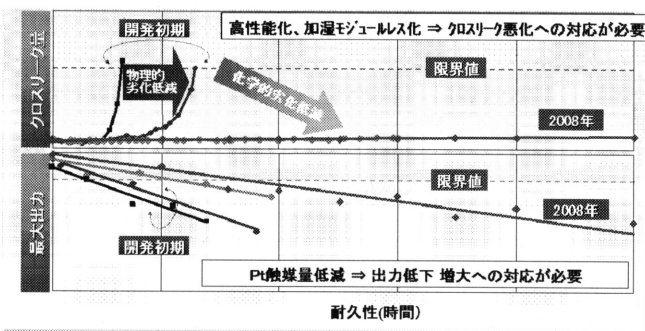 高性能化、加湿モジュールレス化 ⇒ クロスリーク悪化への対応が必要
開発初期
クロスリーク量
物理的
劣化低減
化学的劣化低減
限界値
2008年
最大出力
限界値
2008年
開発初期
Pt触媒量低減 ⇒ 出力低下 増大への対応が必要
耐久性(時間)